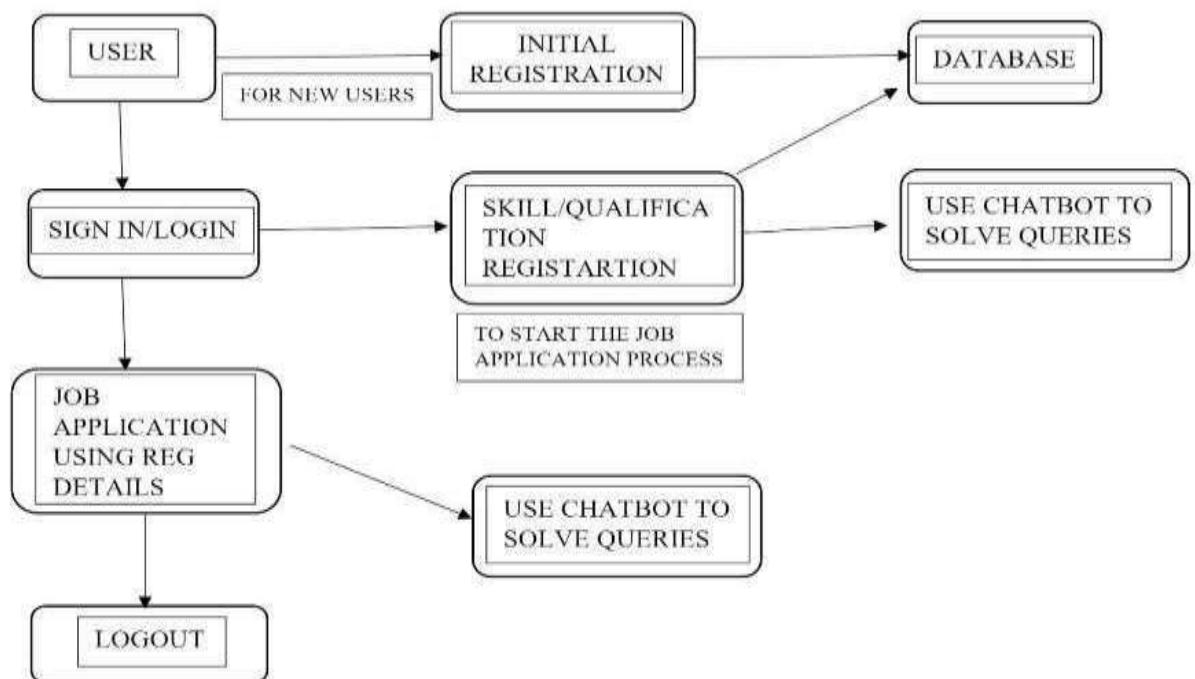 USER
INITIAL
REGISTRATION
DATABASE
FOR NEW USERS
SIGN IN/LOGIN
SKILL/QUALIFICA
TION
REGISTARTION
USE CHATBOT TO
SOLVE QUERIES
TO START THE JOB
APPLICATION PROCESS
JOB
APPLICATION
USING REG
DETAILS
USE CHATBOT TO
SOLVE QUERIES
LOGOUT